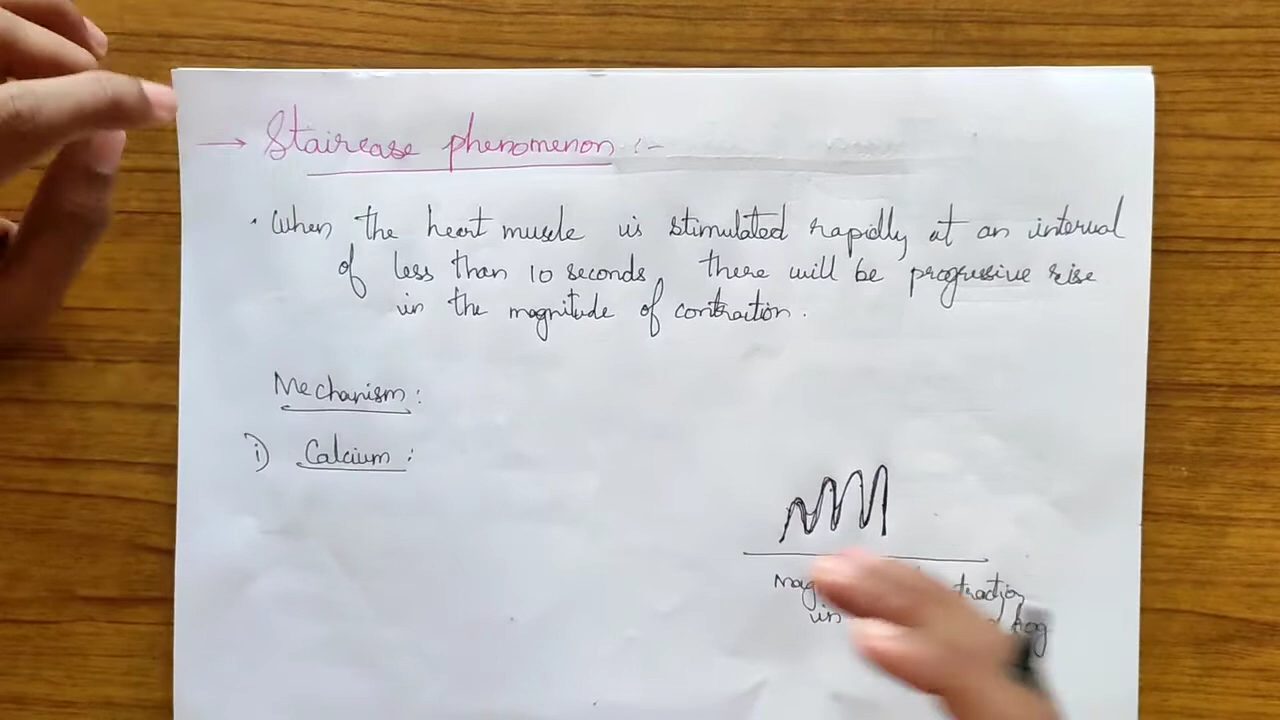 → Staircase phenomenon :-
• When the heart muscle is stimulated rapidly at an interval
of less than 10 seconds, there will be progressive rise
in the magnitude of contraction.
Mechanism :
i) Calcium :
in